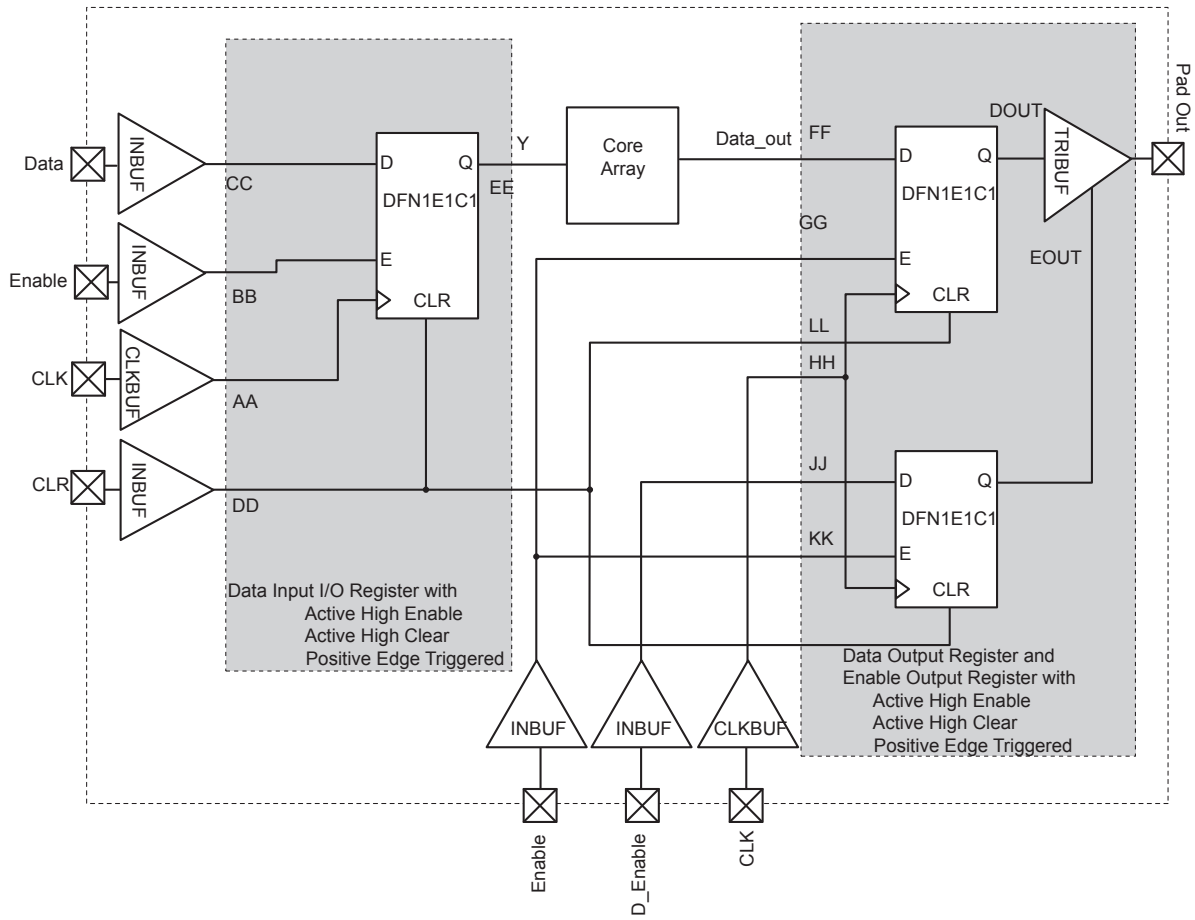 Pad Out
Data
INBUF
CC
D
Q
DFN1E1C1
E
CLR
Y
EE
Core
Array
Data_out
FF
D
Q
DFN1E1C1
E
CLR
DOUT
TRIBUF
EOUT
GG
Enable
INBUF
BB
CLK
CLKBUF
AA
CLR
INBUF
DD
LL
HH
JJ
KK
D
Q
DFN1E1C1
E
CLR
Data Input I/O Register with
Active High Enable
Active High Clear
Positive Edge Triggered
Data Output Register and
Enable Output Register with
Active High Enable
Active High Clear
Positive Edge Triggered
INBUF
INBUF
CLKBUF
Enable
D_Enable
CLK